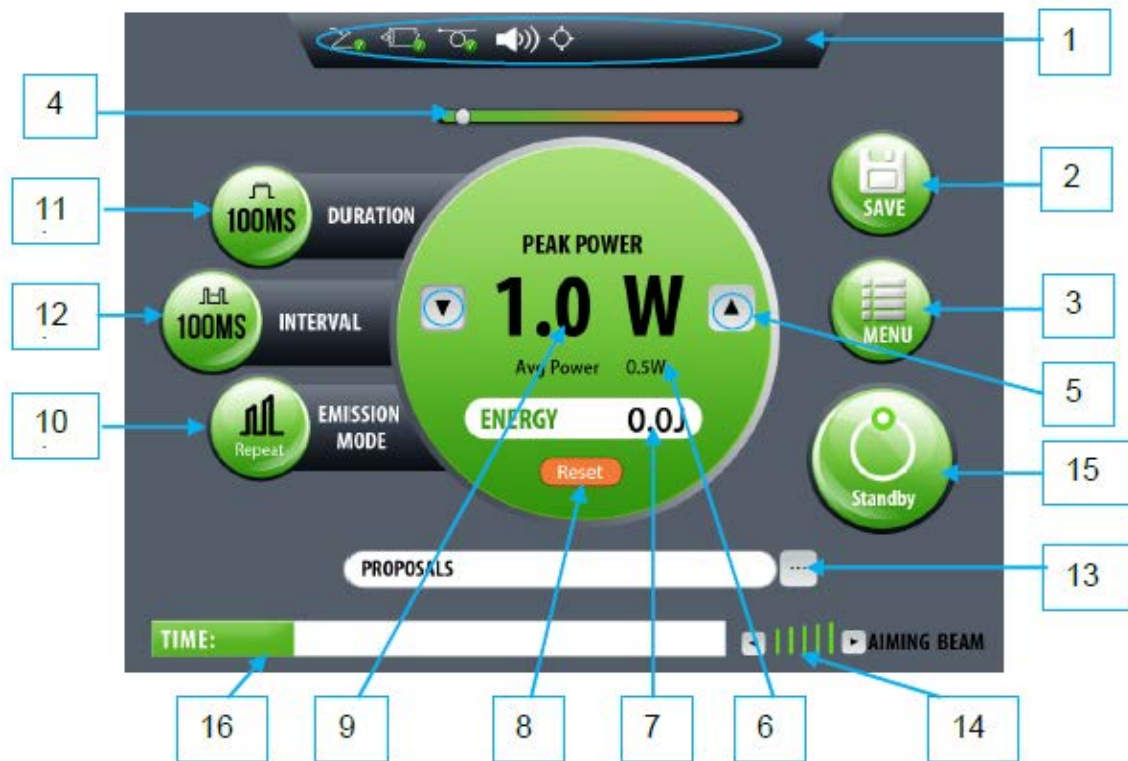 1
4
2
SAVE
11
100MS DURATION
PEAK POWER
12
100MS INTERVAL
1.0 W
3
MENU
Avg Power 0.5W
5
10
Repeat
EMISSION
MODE
ENERGY 0.0J
Reset
15
Standby
PROPOSALS
....
13
TIME:
AIMING BEAM
16
9
8
7
6
14